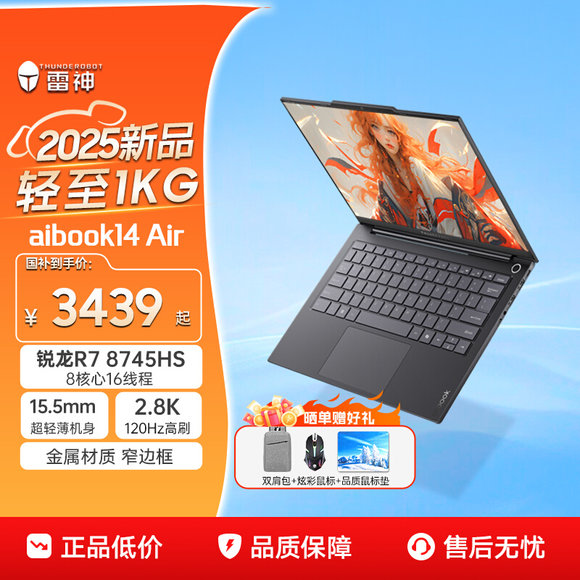 THUNDEROBOT
雷神
2025新品
轻至1KG
aibook14 Air
国补到手价:
¥ 3439 起
锐龙R7 8745HS
8核心16线程
15.5mm
超轻薄机身
2.8K
120Hz高刷
金属材质 窄边框
晒单赠好礼
双肩包+炫彩鼠标+品质鼠标垫
正品低价
品质保障
售后无忧